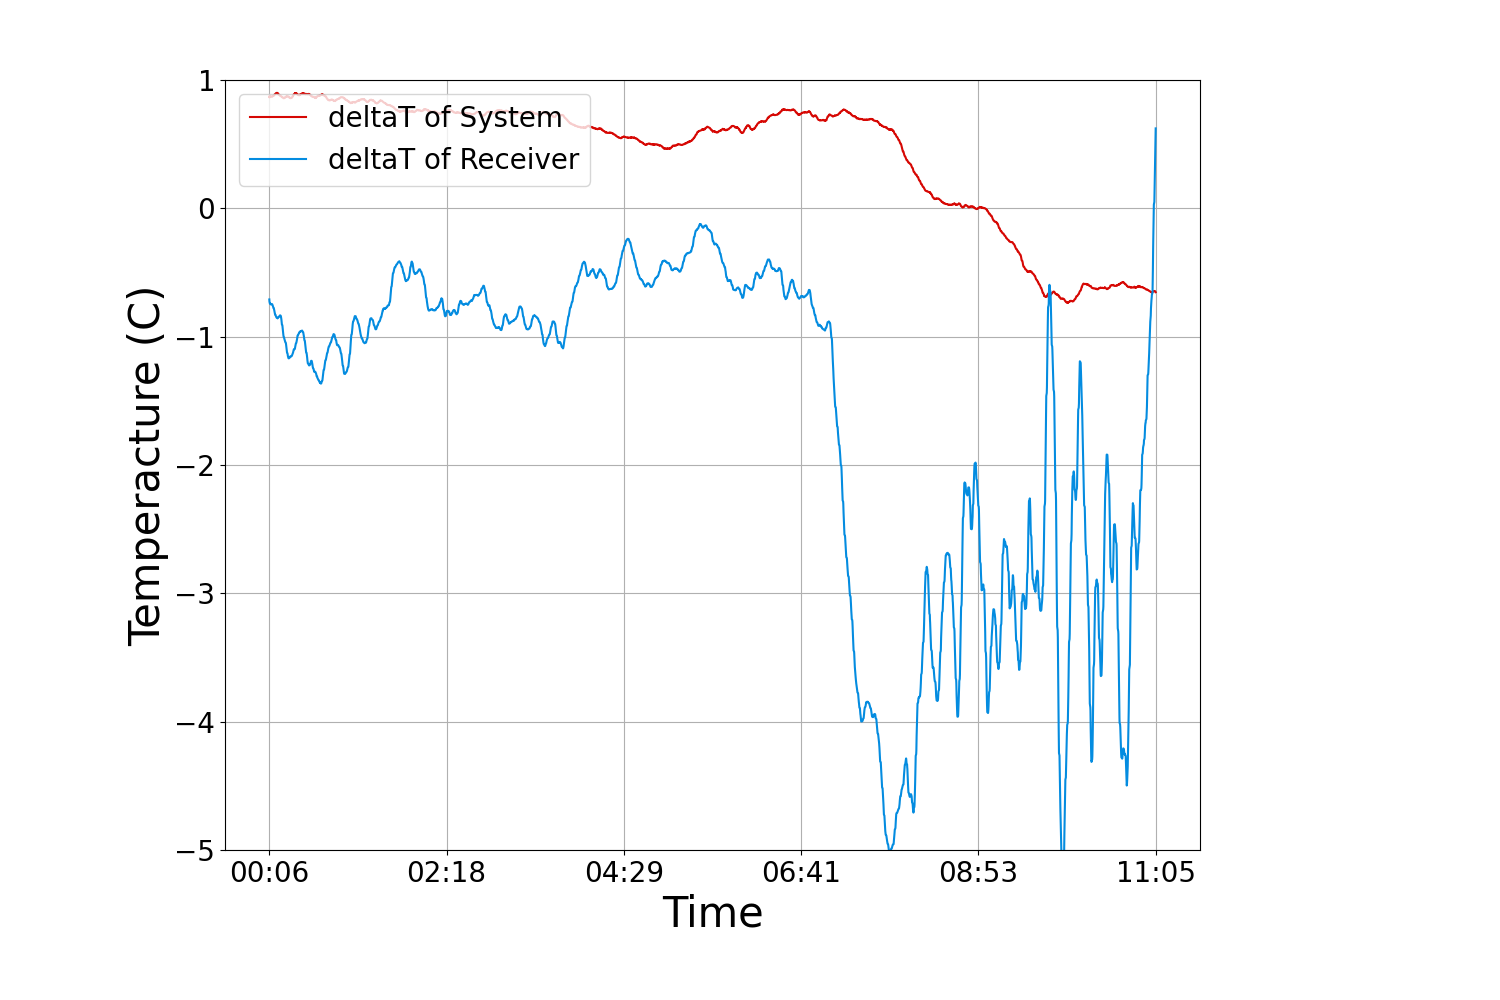 1
0
−1
−2
−3
−4
−5
Temperacture (C)
deltaT of System
deltaT of Receiver
00:06 02:18 04:29 06:41 08:53 11:05
Time